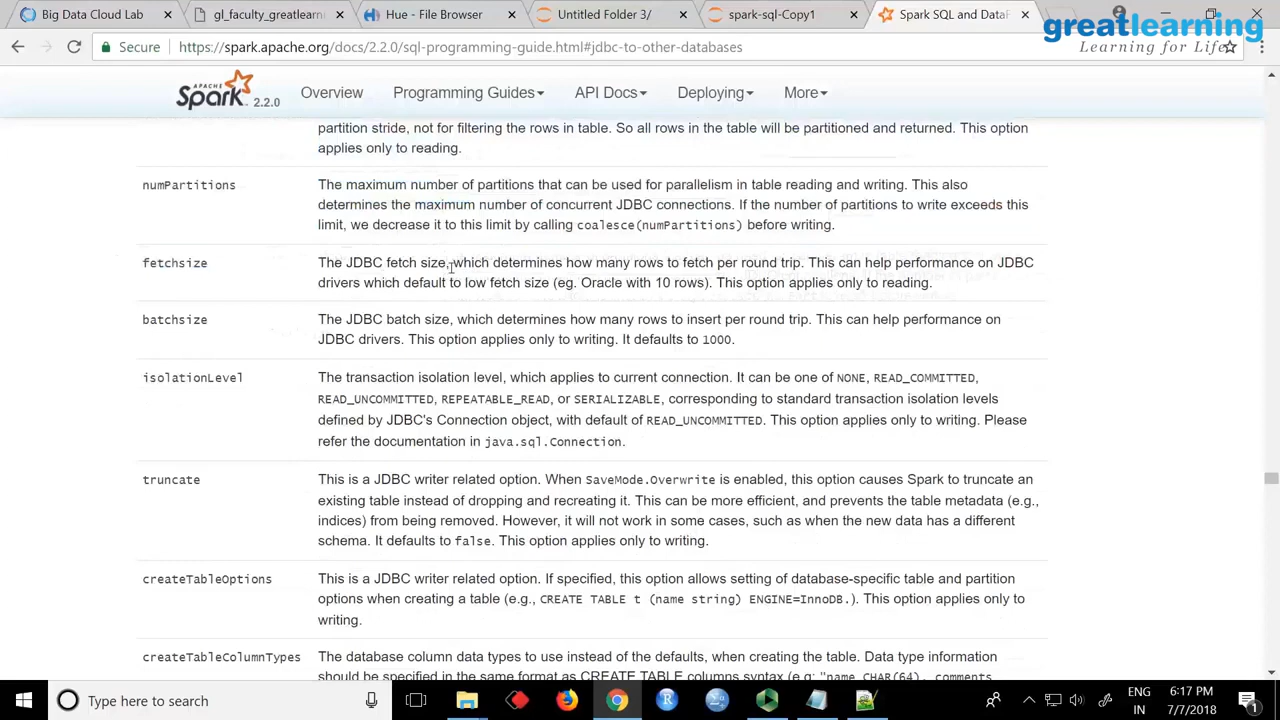 Big Data Cloud Lab
gl_faculty_greatlearn
Hue - File Browser
Untitled Folder 3/
spark-sql-Copy1
Spark SQL and Data
greatlearning
Learning for Life
Secure
https://spark.apache.org/docs/2.2.0/sql-programming-guide.html#jdbc-to-other-databases
APACHE
Spark 2.2.0
Overview
Programming Guides
API Docs
Deploying
More
partition stride, not for filtering the rows in table. So all rows in the table will be partitioned and returned. This option
applies only to reading.
numPartitions
The maximum number of partitions that can be used for parallelism in table reading and writing. This also
determines the maximum number of concurrent JDBC connections. If the number of partitions to write exceeds this
limit, we decrease it to this limit by calling coalesce(numPartitions) before writing.
fetchsize
The JDBC fetch size, which determines how many rows to fetch per round trip. This can help performance on JDBC
drivers which default to low fetch size (eg. Oracle with 10 rows). This option applies only to reading.
batchsize
The JDBC batch size, which determines how many rows to insert per round trip. This can help performance on
JDBC drivers. This option applies only to writing. It defaults to 1000.
isolationLevel
The transaction isolation level, which applies to current connection. It can be one of NONE, READ_COMMITTED,
READ_UNCOMMITTED, REPEATABLE_READ, or SERIALIZABLE, corresponding to standard transaction isolation levels
defined by JDBC's Connection object, with default of READ_UNCOMMITTED. This option applies only to writing. Please
refer the documentation in java.sql.Connection.
truncate
This is a JDBC writer related option. When SaveMode.Overwrite is enabled, this option causes Spark to truncate an
existing table instead of dropping and recreating it. This can be more efficient, and prevents the table metadata (e.g.,
indices) from being removed. However, it will not work in some cases, such as when the new data has a different
schema. It defaults to false. This option applies only to writing.
createTableOptions
This is a JDBC writer related option. If specified, this option allows setting of database-specific table and partition
options when creating a table (e.g., CREATE TABLE t (name string) ENGINE=InnoDB.). This option applies only to
writing.
createTableColumnTypes
The database column data types to use instead of the defaults, when creating the table. Data type information
should be specified in the same format as CREATE TABLE columns syntax (e.g: "name CHAR(64), comments
Type here to search
ENG
IN
6:17 PM
7/7/2018
1